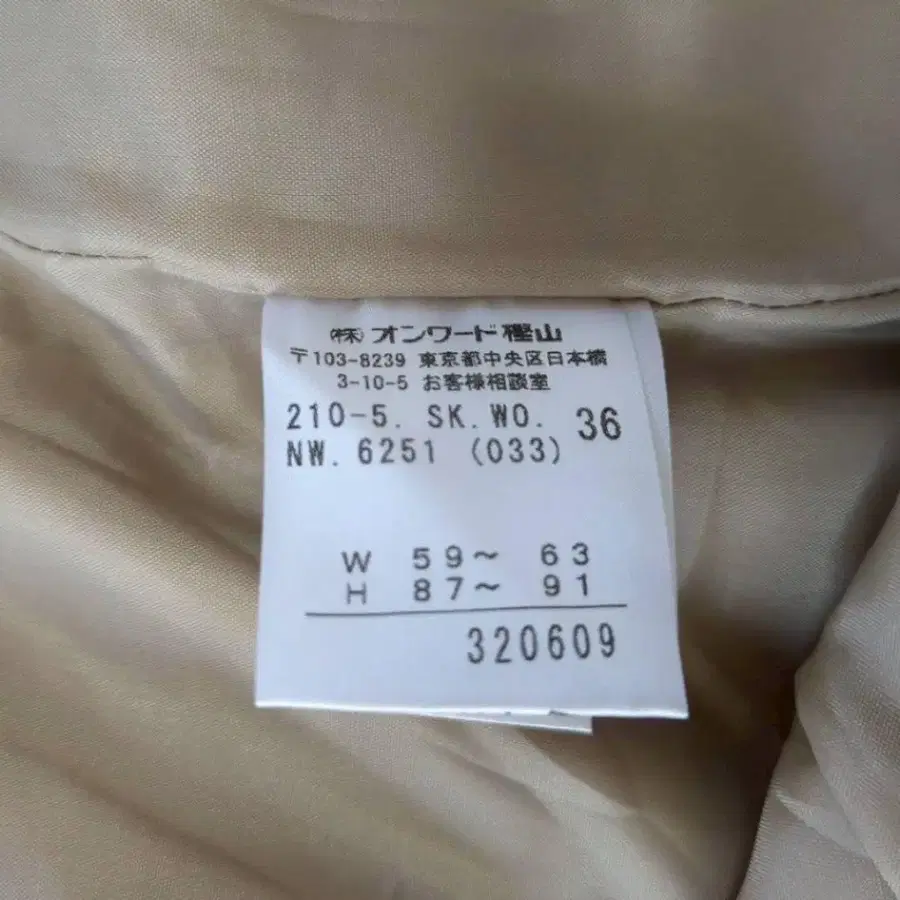 ㈱オンワード樫山
〒103-8239 東京都中央区日本橋
3-10-5 お客様相談室
210-5. SK.WO. 36
NW. 6251 (033)
W 59～ 63
H 87～ 91
320609